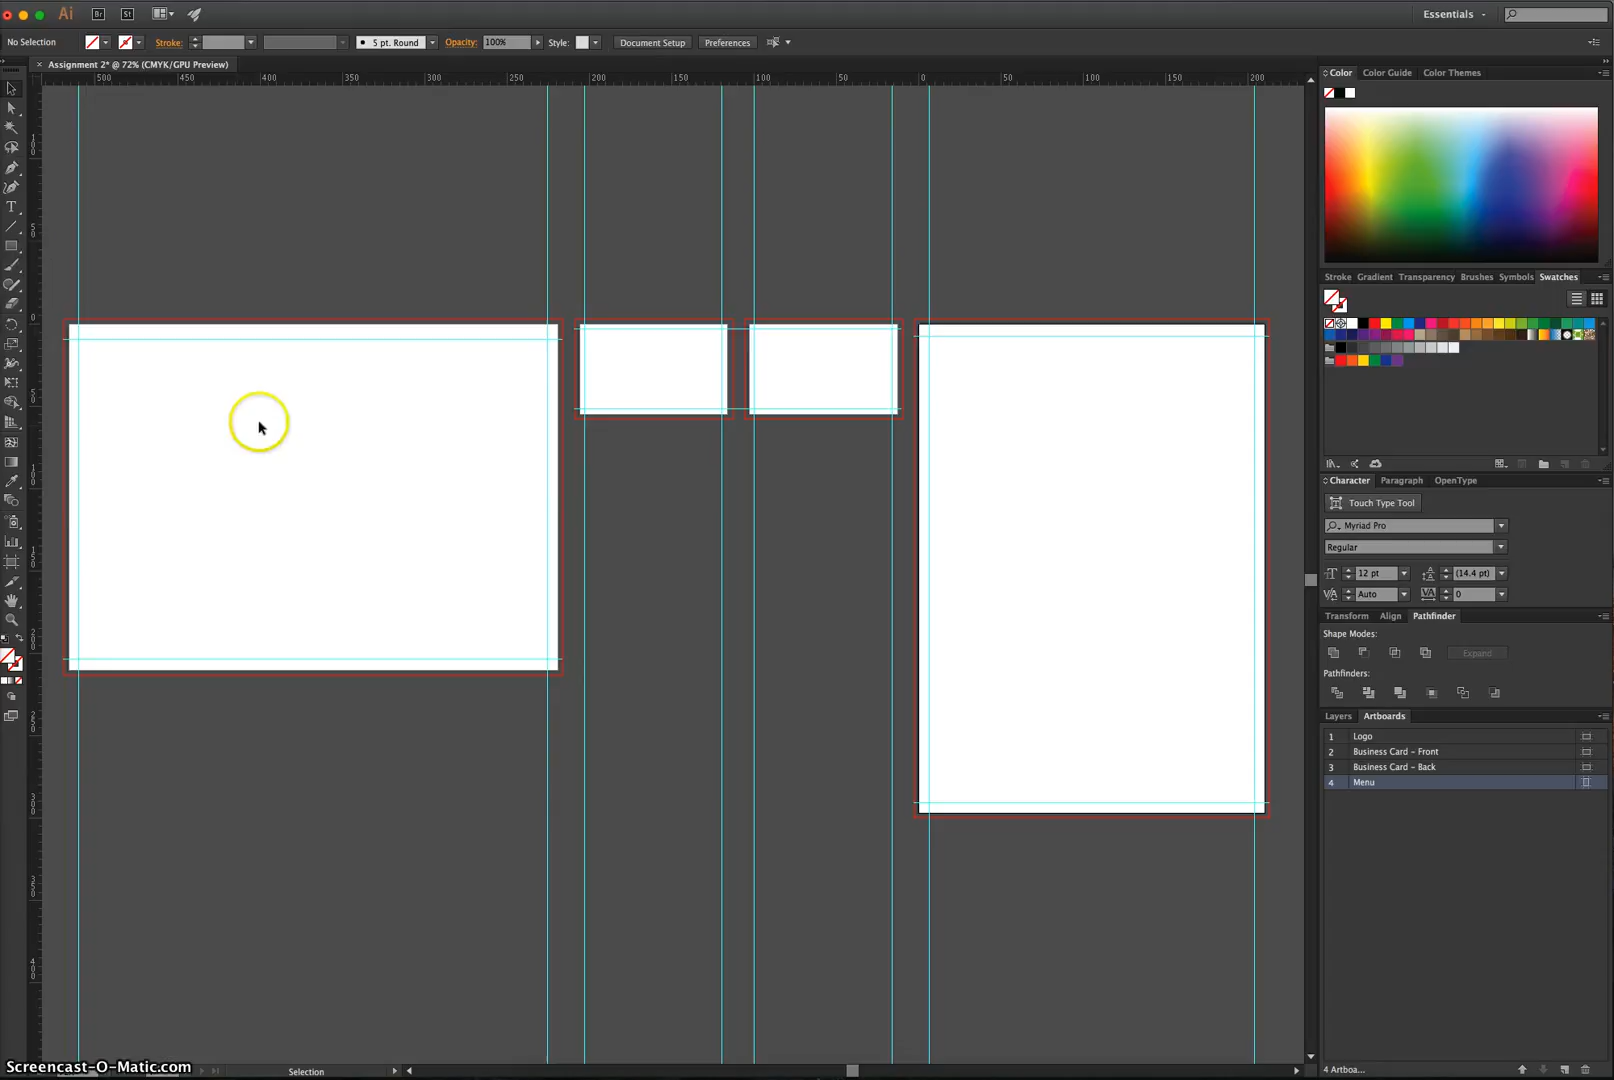 Ai Br St Essentials
No Selection Stroke: 5 pt. Round Opacity: 100% Style: Document Setup Preferences
Assignment 2* @ 72% (CMYK/GPU Preview)
500 450 400 350 300 250 200 150 100 50 0 50 100 150 200
Color Color Guide Color Themes
Stroke Gradient Transparency Brushes Symbols Swatches
Character Paragraph OpenType
Touch Type Tool
Myriad Pro
Regular
12 pt (14.4 pt)
Auto 0
Transform Align Pathfinder
Shape Modes:
Expand
Pathfinders:
Layers Artboards
1 Logo
2 Business Card - Front
3 Business Card - Back
4 Menu
Screencast-O-Matic.com
Selection
4 Artboa...